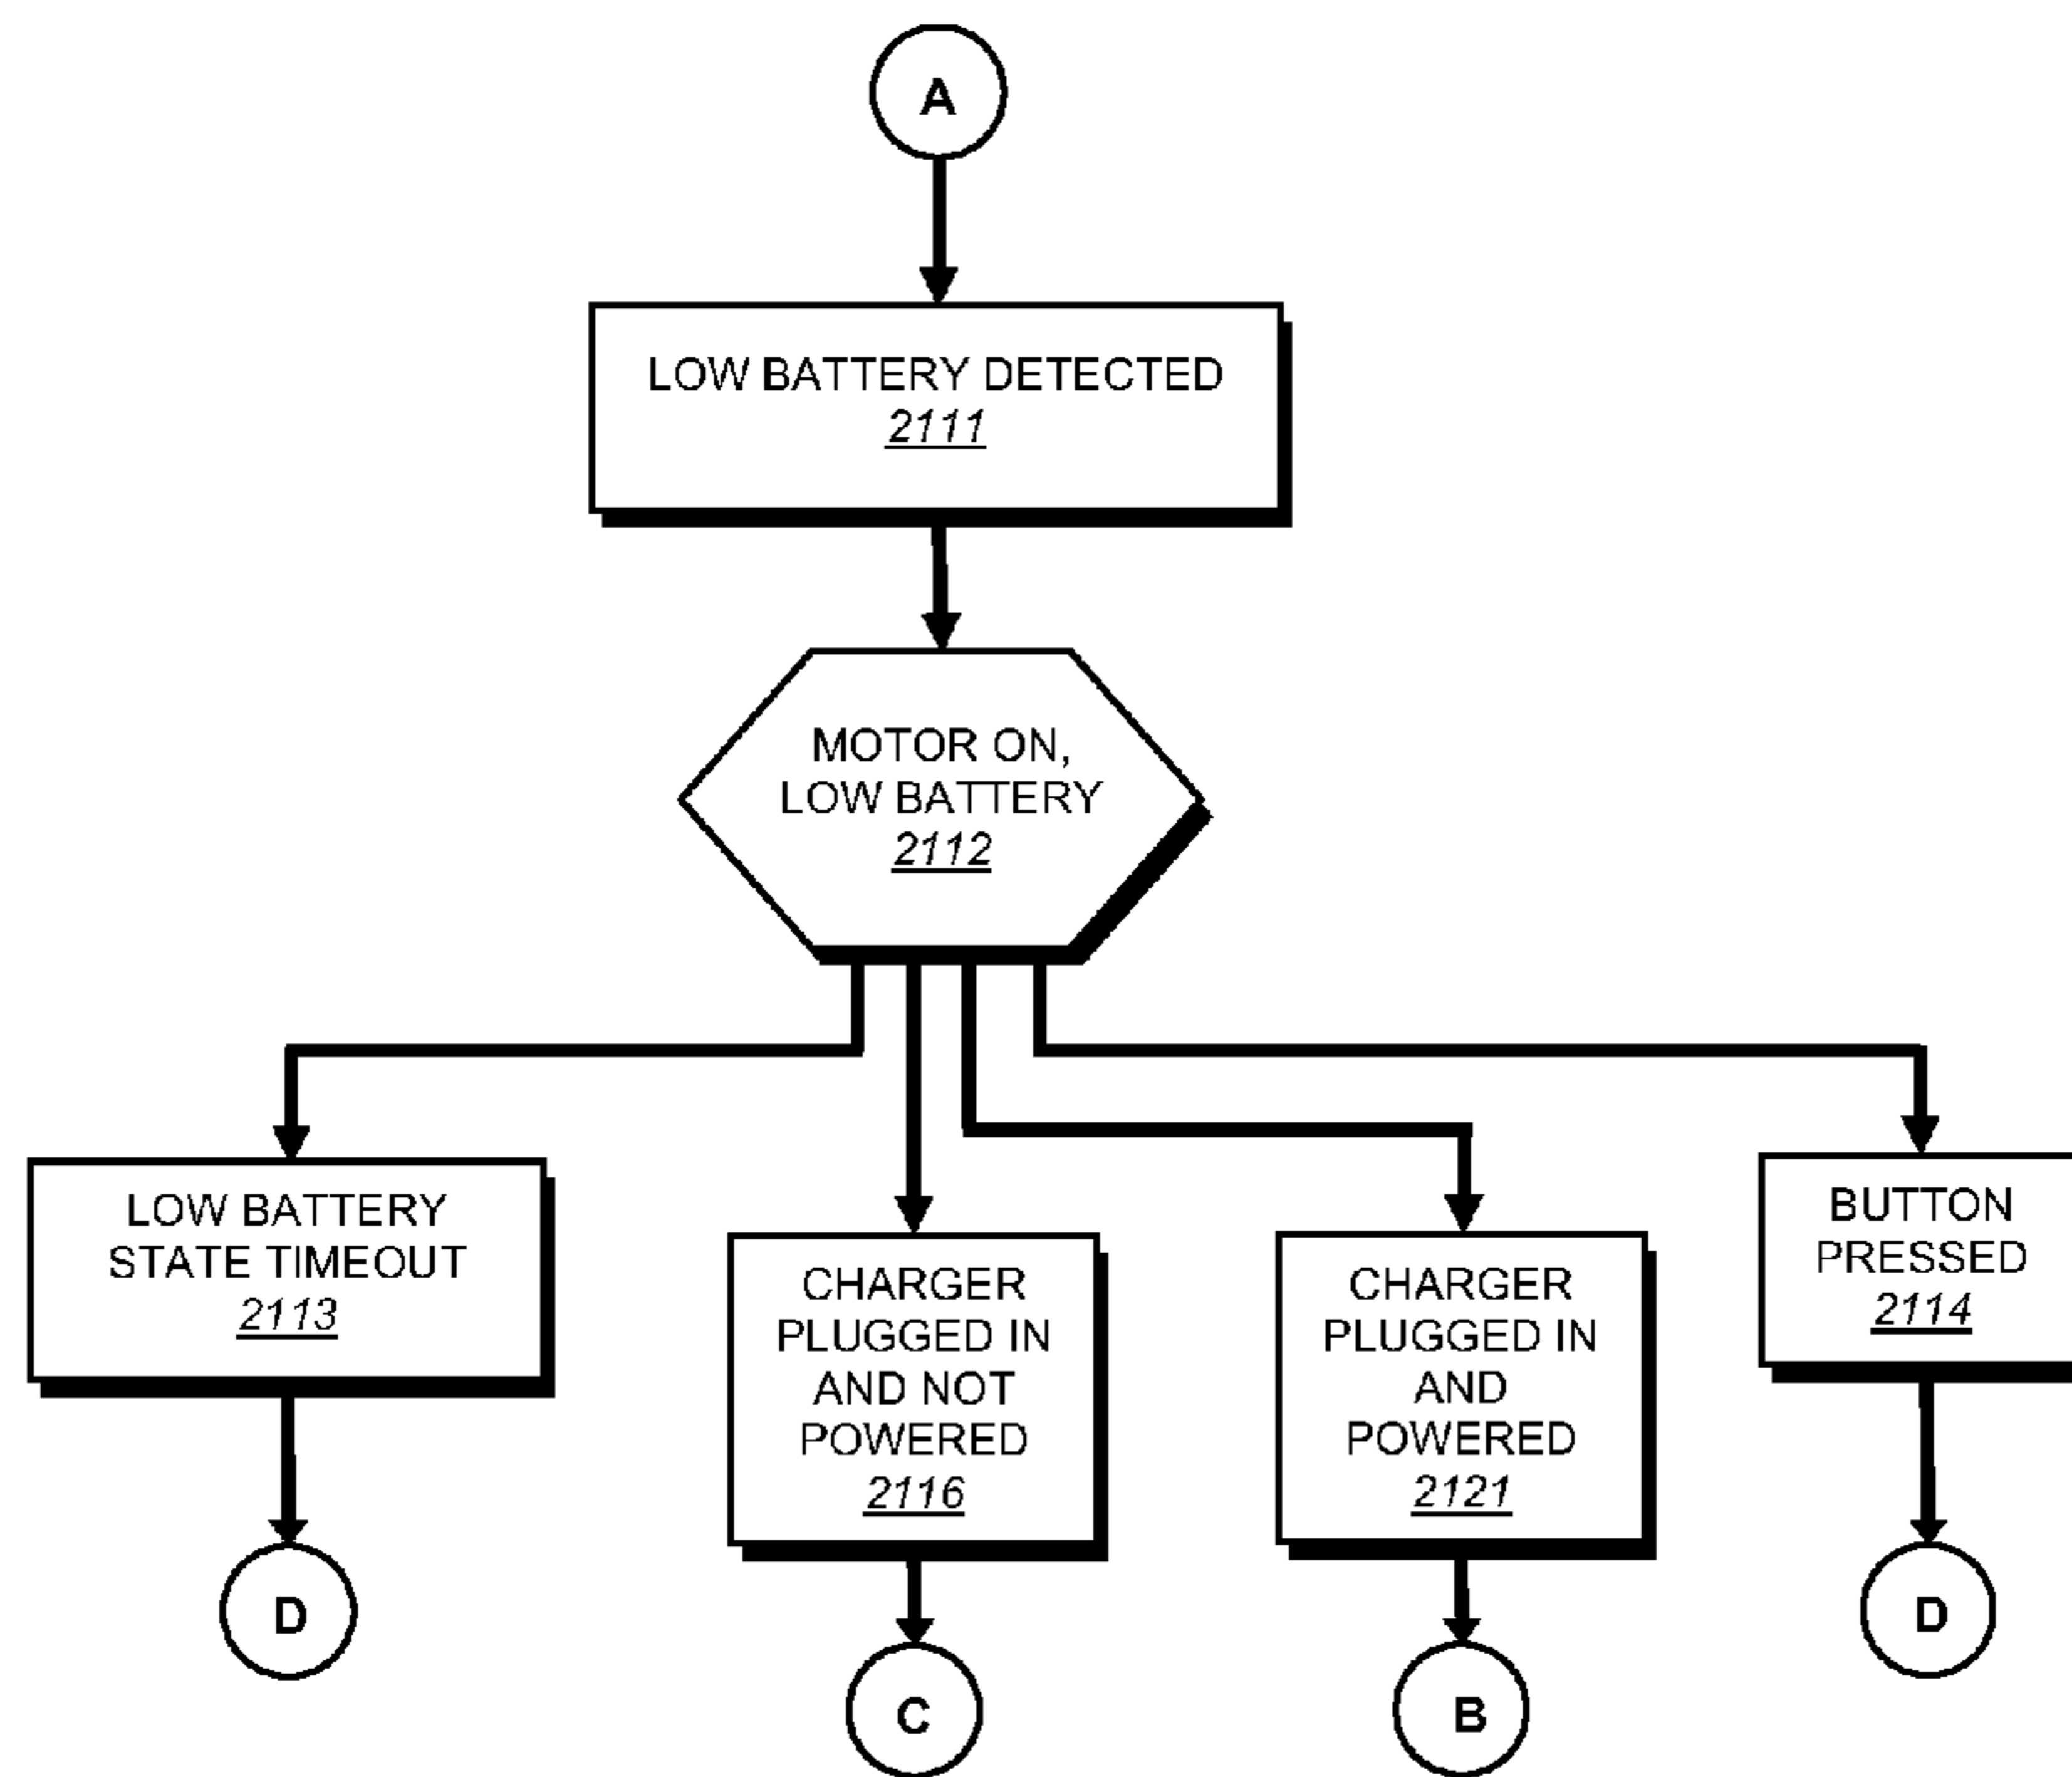 A
LOW BATTERY DETECTED
2111
MOTOR ON,
LOW BATTERY
2112
LOW BATTERY
STATE TIMEOUT
2113
CHARGER
PLUGGED IN
AND NOT
POWERED
2116
CHARGER
PLUGGED IN
AND
POWERED
2121
BUTTON
PRESSED
2114
D
C
B
D